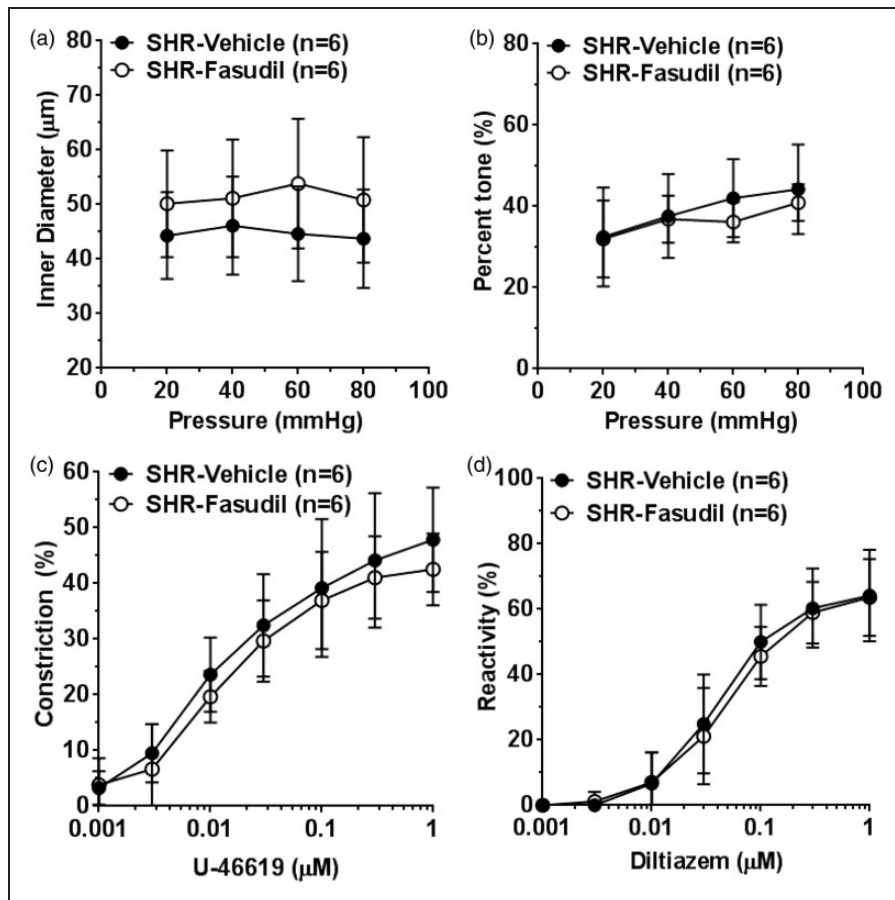 (a)
SHR-Vehicle (n=6)
SHR-Fasudil (n=6)
80
70
60
50
40
30
20
Inner Diameter (μm)
0 20 40 60 80 100
Pressure (mmHg)
(b)
SHR-Vehicle (n=6)
SHR-Fasudil (n=6)
80
60
40
20
0
Percent tone (%)
0 20 40 60 80 100
Pressure (mmHg)
(c)
SHR-Vehicle (n=6)
SHR-Fasudil (n=6)
60
50
40
30
20
10
0
Constriction (%)
0.001 0.01 0.1 1
U-46619 (μM)
(d)
SHR-Vehicle (n=6)
SHR-Fasudil (n=6)
100
80
60
40
20
0
Reactivity (%)
0.001 0.01 0.1 1
Diltiazem (μM)